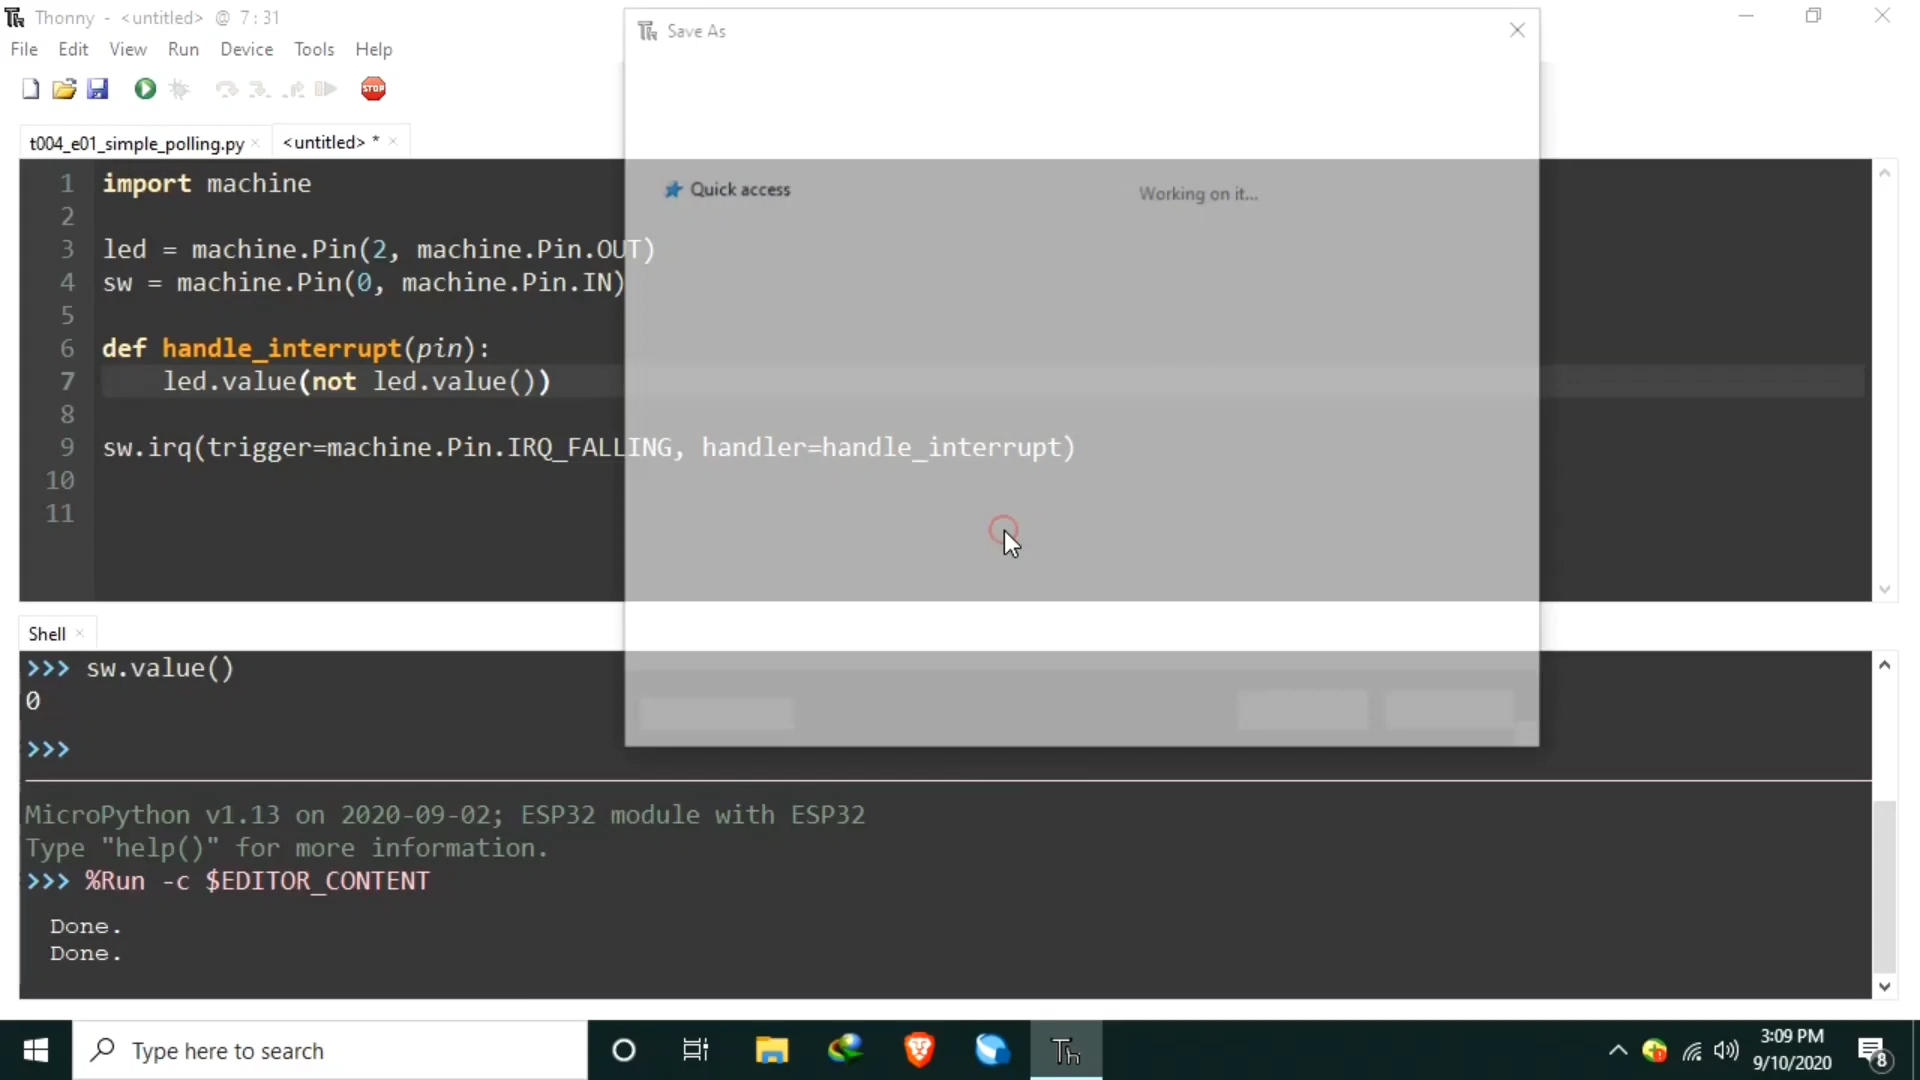 Thonny - <untitled> @ 7:31
Save As
File Edit View Run Device Tools Help
STOP
t004_e01_simple_polling.py
<untitled> *
Quick access
Working on it...
1 import machine
2
3 led = machine.Pin(2, machine.Pin.OUT)
4 sw = machine.Pin(0, machine.Pin.IN)
5
6 def handle_interrupt(pin):
7 led.value(not led.value())
8
9 sw.irq(trigger=machine.Pin.IRQ_FALLING, handler=handle_interrupt)
10
11
Shell
>>> sw.value()
0
>>>
MicroPython v1.13 on 2020-09-02; ESP32 module with ESP32
Type "help()" for more information.
>>> %Run -c $EDITOR_CONTENT
Done.
Done.
Type here to search
Th
3:09 PM
9/10/2020
8